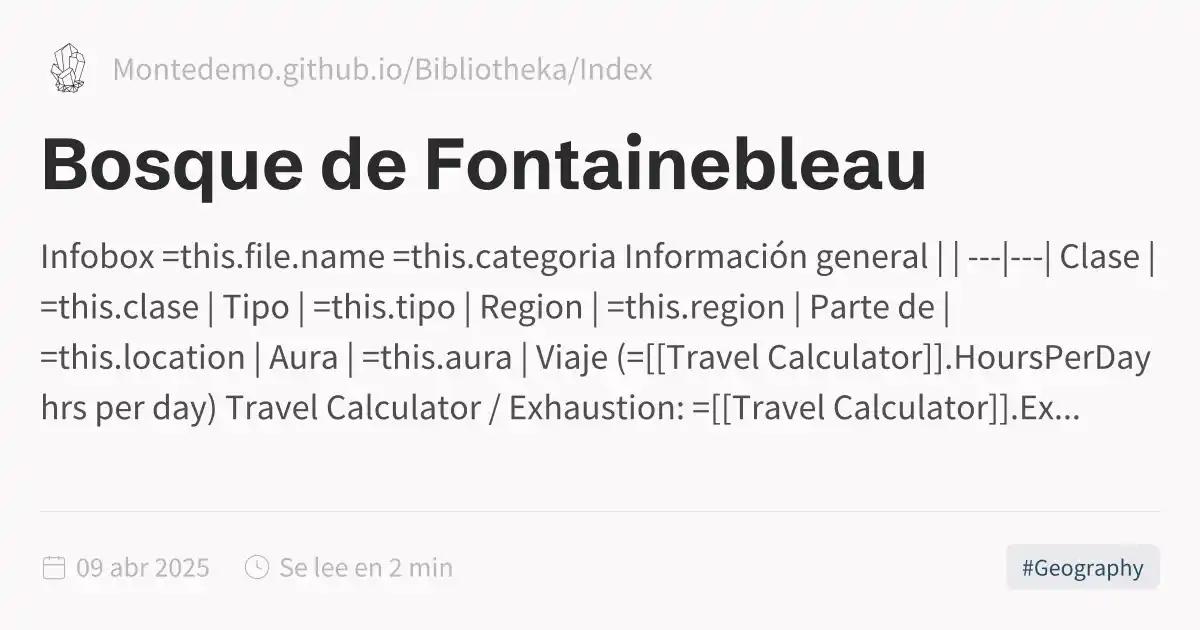 Montedemo.github.io/Bibliotheka/Index
Bosque de Fontainebleau
Infobox =this.file.name =this.categoria Información general | | ---|---| Clase |
=this.clase | Tipo | =this.tipo | Region | =this.region | Parte de |
=this.location | Aura | =this.aura | Viaje (=[[Travel Calculator]].HoursPerDay
hrs per day) Travel Calculator / Exhaustion: =[[Travel Calculator]].Ex...
09 abr 2025 Se lee en 2 min #Geography